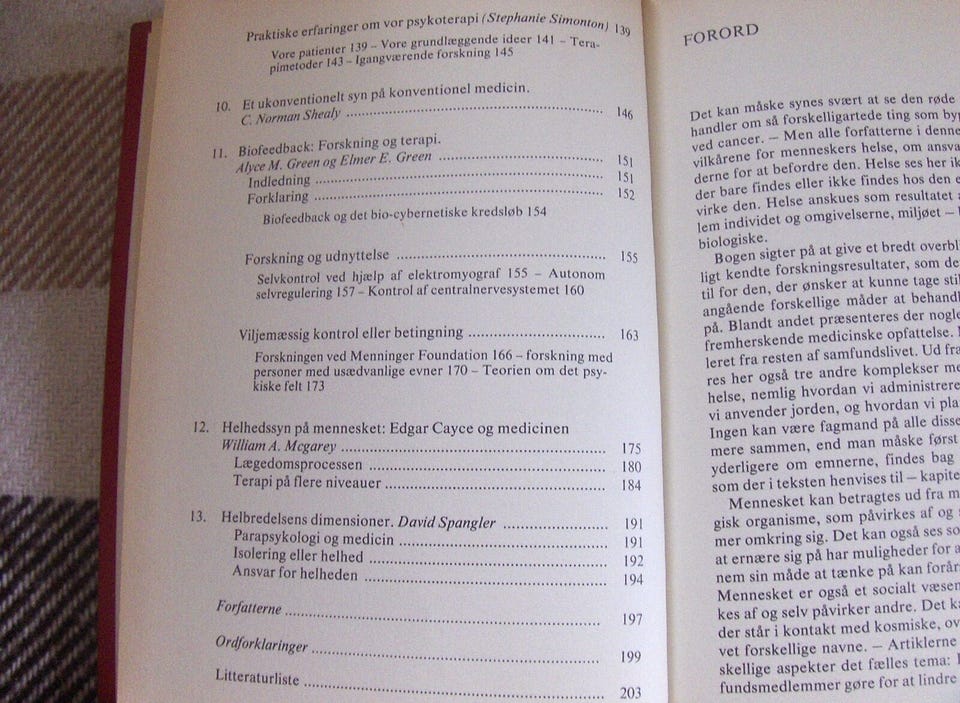 Praktiske erfaringer om vor psykoterapi (Stephanie Simonton) 139
Vore patienter 139 – Vore grundlæggende ideer 141 – Tera-
pimetoder 143 – Igangværende forskning 145
10. Et ukonventionelt syn på konventionel medicin.
C. Norman Shealy ........ 146
11. Biofeedback: Forskning og terapi.
Alyce M. Green og Elmer E. Green ........ 151
Indledning ........ 151
Forklaring ........ 152
Biofeedback og det bio-cybernetiske kredsløb 154
Forskning og udnyttelse ........ 155
Selvkontrol ved hjælp af elektromyograf 155 – Autonom
selvregulering 157 – Kontrol af centralnervesystemet 160
Viljemæssig kontrol eller betingning ........ 163
Forskningen ved Menninger Foundation 166 – forskning med
personer med usædvanlige evner 170 – Teorien om det psy-
kiske felt 173
12. Helhedssyn på mennesket: Edgar Cayce og medicinen
William A. Mcgarey ........ 175
Lægedomsprocessen ........ 180
Terapi på flere niveauer ........ 184
13. Helbredelsens dimensioner. David Spangler ........ 191
Parapsykologi og medicin ........ 191
Isolering eller helhed ........ 192
Ansvar for helheden ........ 194
Forfatterne ........ 197
Ordforklaringer ........ 199
Litteraturliste ........ 203
FORORD
Det kan måske synes svært at se den røde
handler om så forskelligartede ting som byp
ved cancer. – Men alle forfatterne i denne
vilkårene for menneskers helse, om ansva
derne for at befordre den. Helse ses her ik
der bare findes eller ikke findes hos den e
virke den. Helse anskues som resultatet a
lem individet og omgivelserne, miljøet –
biologiske.
Bogen sigter på at give et bredt overbl
ligt kendte forskningsresultater, som de
til for den, der ønsker at kunne tage stil
angående forskellige måder at behandl
på. Blandt andet præsenteres der nogle
fremherskende medicinske opfattelse.
leret fra resten af samfundslivet. Ud fra
res her også tre andre komplekser me
helse, nemlig hvordan vi administrere
vi anvender jorden, og hvordan vi pla
Ingen kan være fagmand på alle disse
mere sammen, end man måske først
yderligere om emnerne, findes bag
som der i teksten henvises til – kapite
Mennesket kan betragtes ud fra m
gisk organisme, som påvirkes af og
mer omkring sig. Det kan også ses so
at ernære sig på har muligheder for a
nem sin måde at tænke på kan forår
Mennesket er også et socialt væsen
kes af og selv påvirker andre. Det ka
der står i kontakt med kosmiske, ov
vet forskellige navne. – Artiklerne
skellige aspekter det fælles tema:
fundsmedlemmer gøre for at lindre